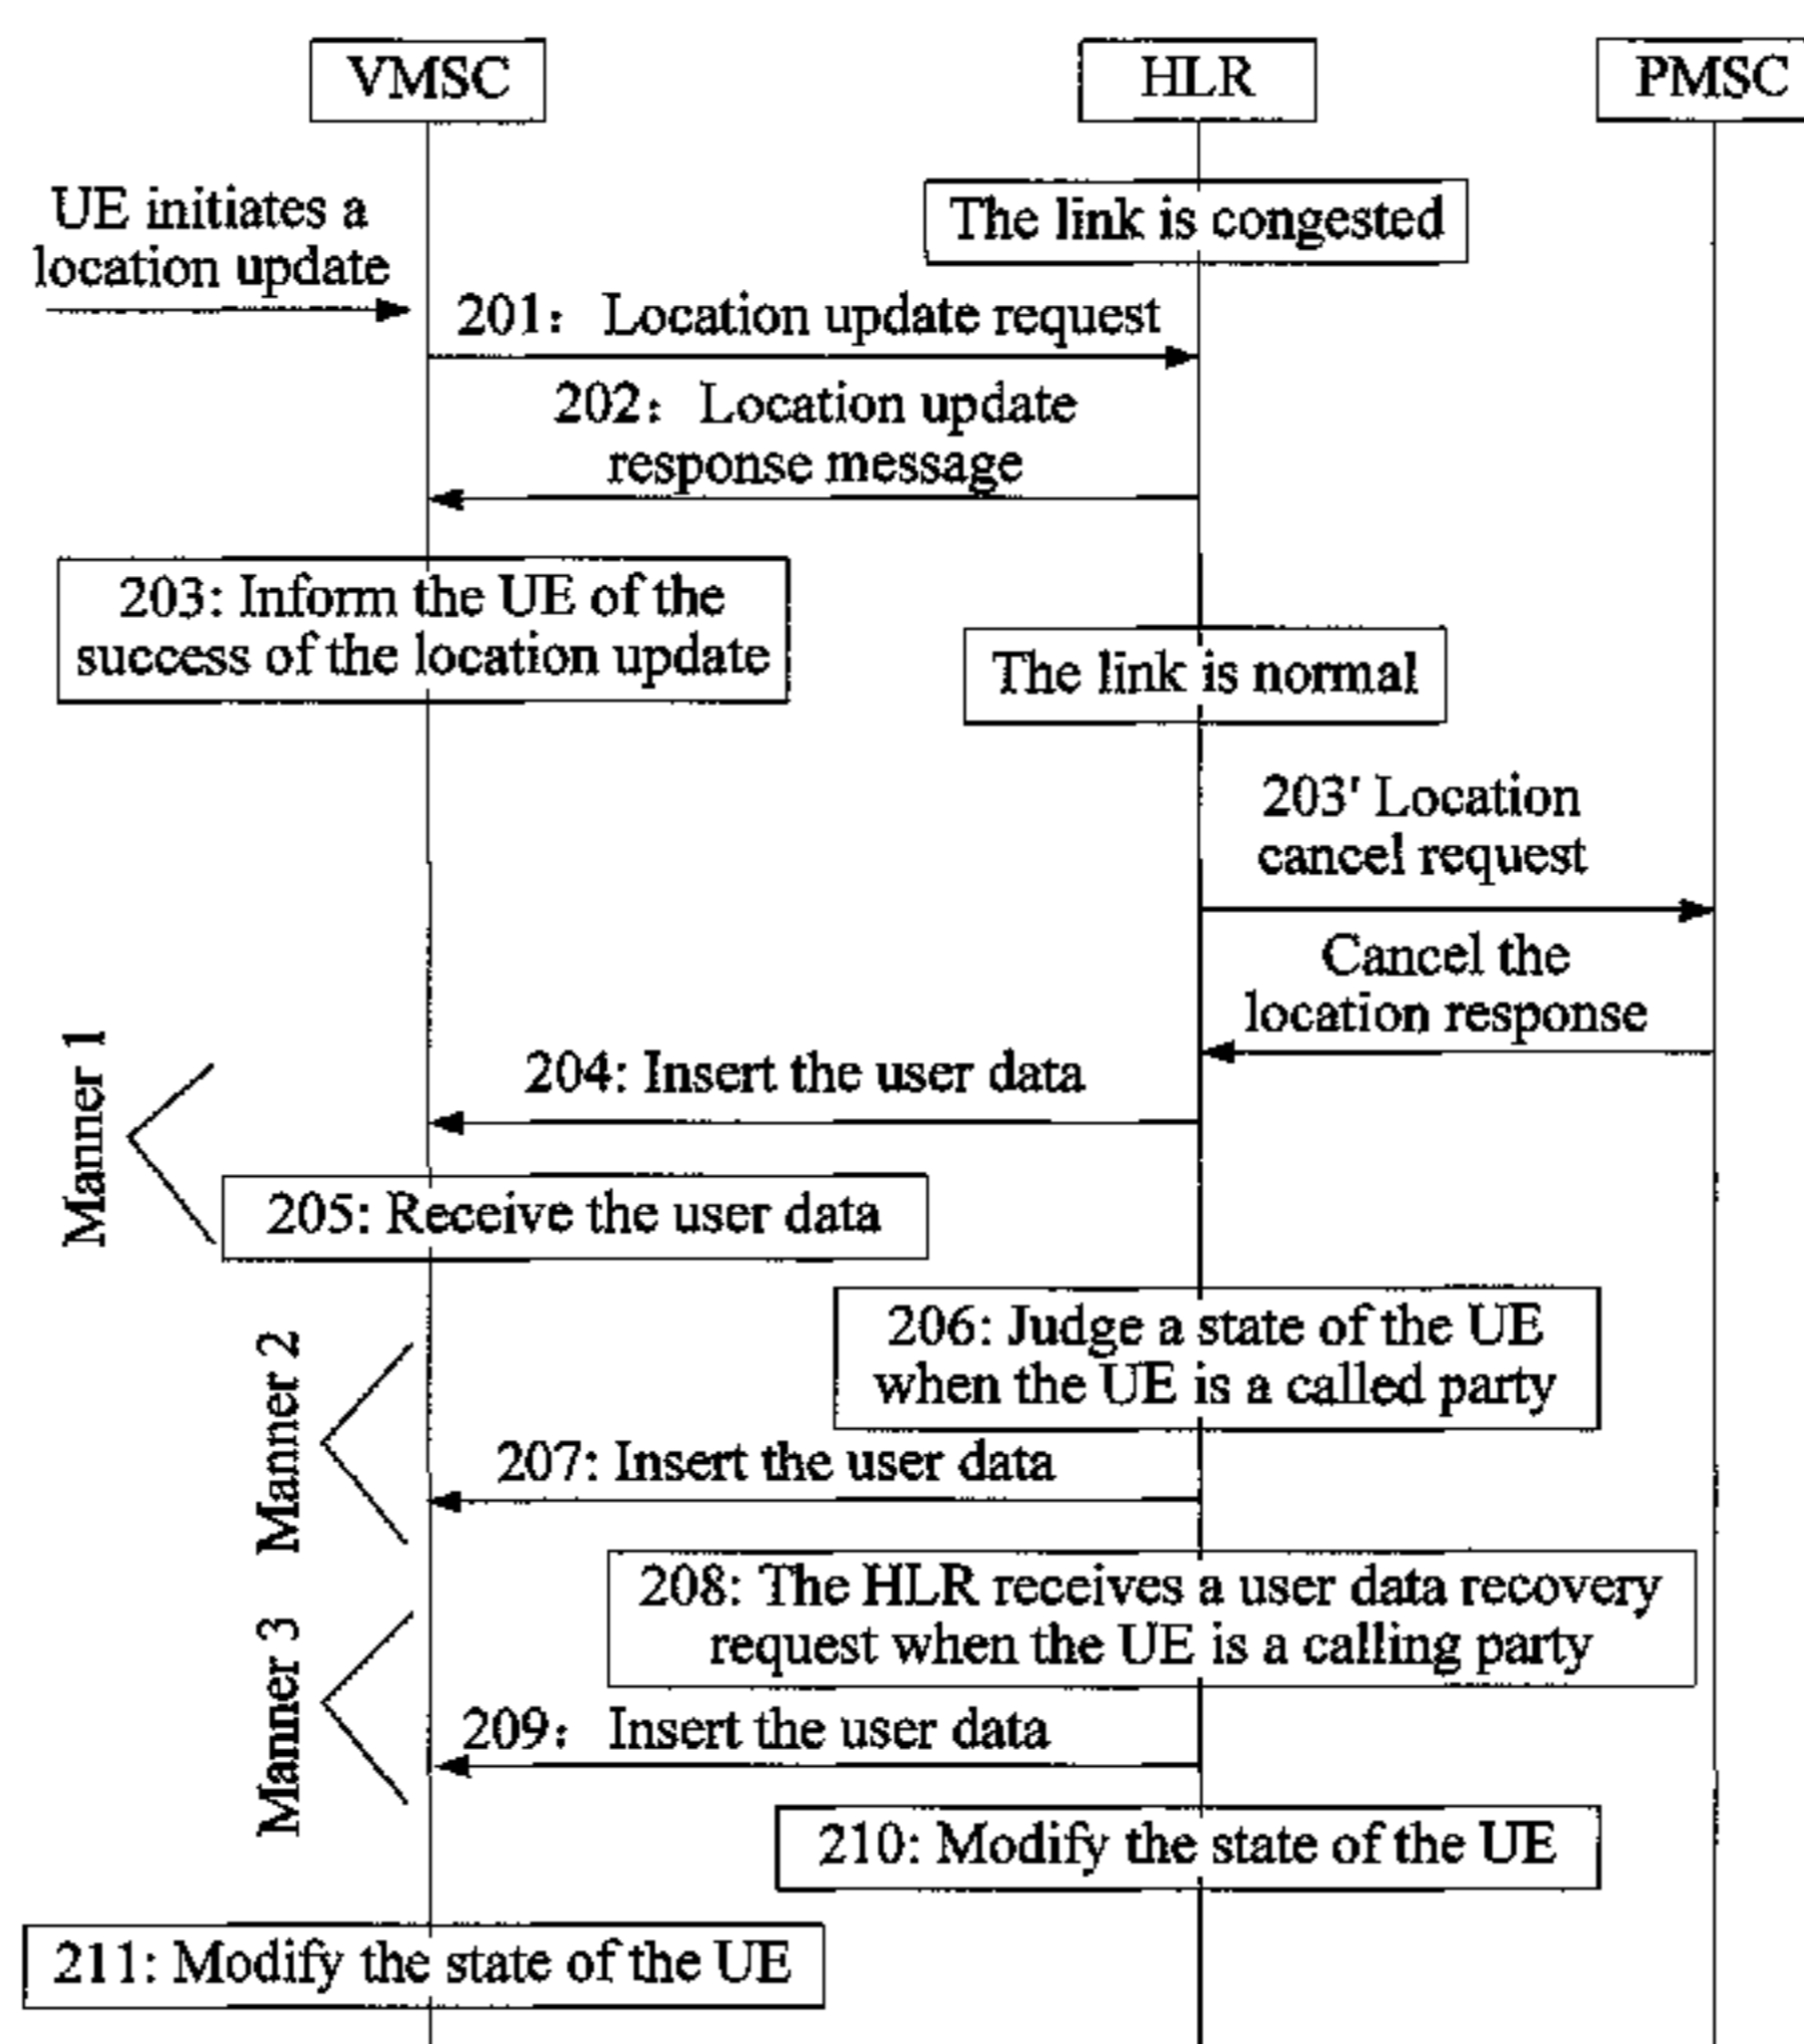 VMSC
HLR
PMSC
The link is congested
UE initiates a
location update
201： Location update request
202： Location update
response message
203: Inform the UE of the
success of the location update
The link is normal
203' Location
cancel request
Cancel the
location response
Manner 1
204: Insert the user data
205: Receive the user data
Manner 2
206: Judge a state of the UE
when the UE is a called party
207: Insert the user data
Manner 3
208: The HLR receives a user data recovery
request when the UE is a calling party
209： Insert the user data
210: Modify the state of the UE
211: Modify the state of the UE